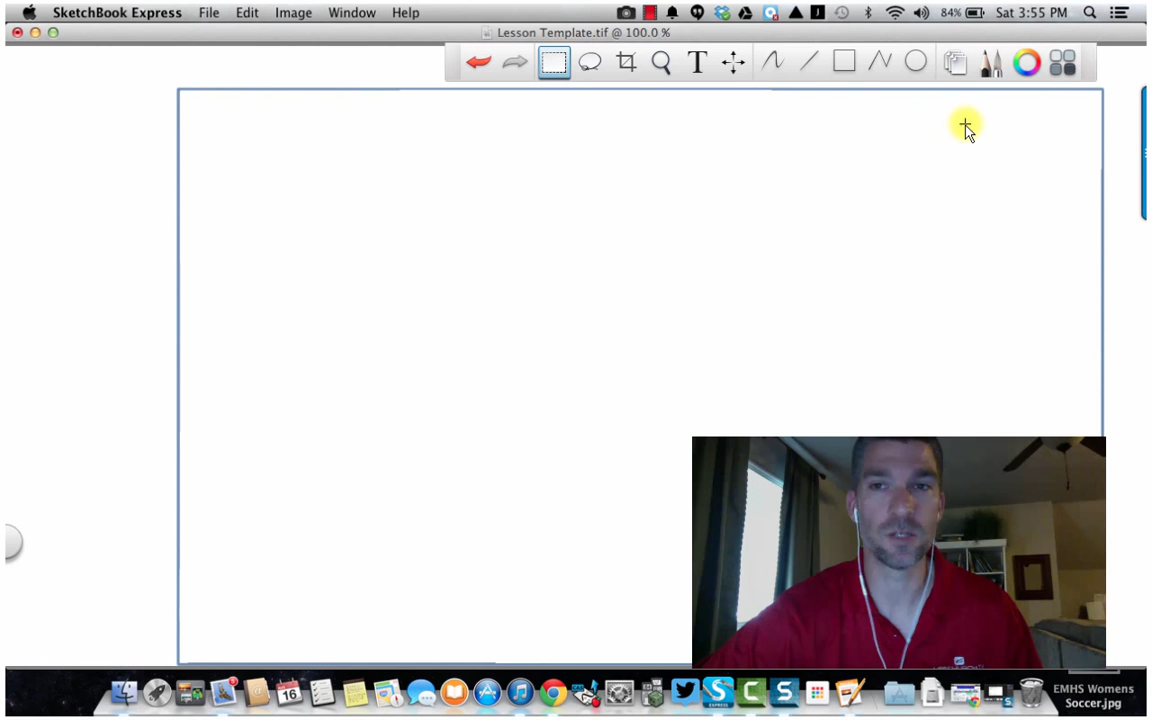 SketchBook Express File Edit Image Window Help 84% Sat 3:55 PM
Lesson Template.tif @ 100.0 %
T
16
S
EXPRESS
C
S
EMHS Womens
Soccer.jpg